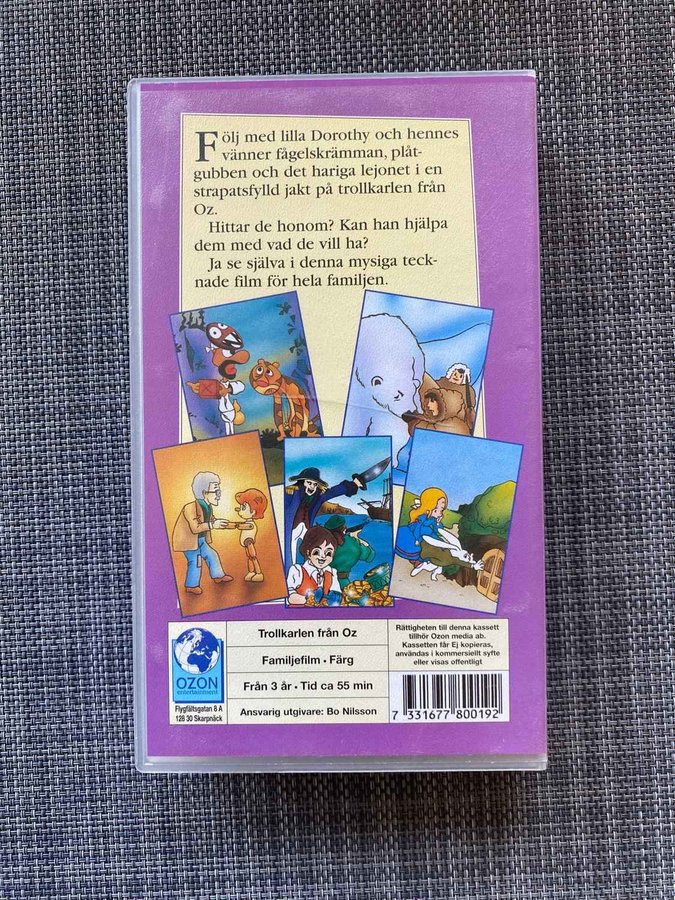 Följ med lilla Dorothy och hennes
vänner fågelskrämman, plåt-
gubben och det hariga lejonet i en
strapatsfylld jakt på trollkarlen från
Oz.
Hittar de honom? Kan han hjälpa
dem med vad de vill ha?
Ja se själva i denna mysiga teck-
nade film för hela familjen.
OZON
entertainment
Flygfältsgatan 8 A
128 30 Skarpnäck
Trollkarlen från Oz
Familjefilm • Färg
Från 3 år • Tid ca 55 min
Ansvarig utgivare: Bo Nilsson
Rättigheten till denna kassett
tillhör Ozon media ab.
Kassetten får Ej kopieras,
användas i kommersiellt syfte
eller visas offentligt
7 331677 800192